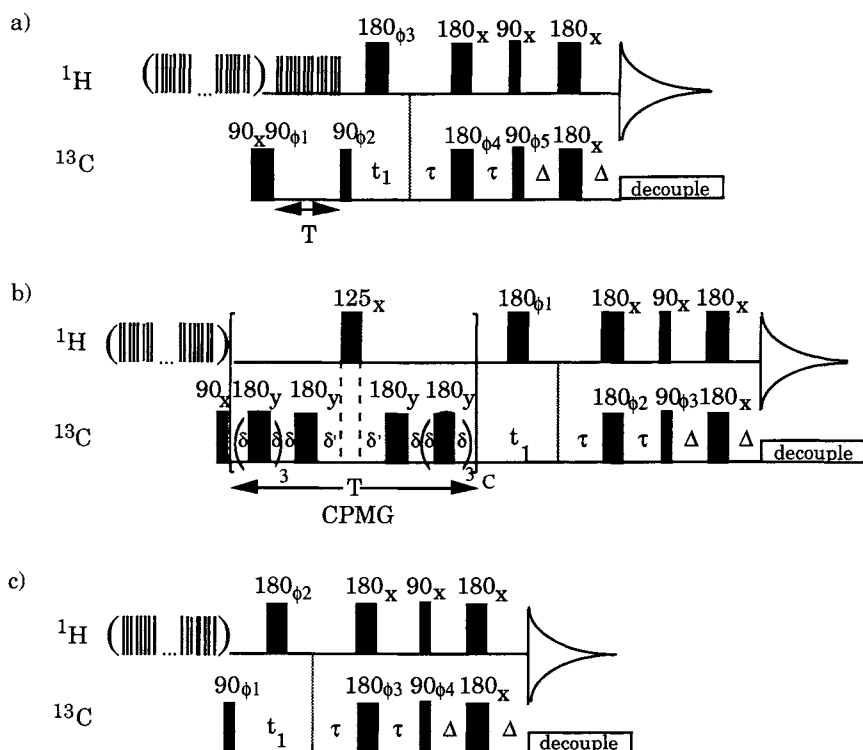 a)
180ϕ3 180x 90x 180x
¹H ( ... )
90x 90ϕ1 90ϕ2 180ϕ4 90ϕ5 180x
¹³C t₁ τ τ Δ Δ
decouple
T
b)
125x 180ϕ1 180x 90x 180x
¹H ( ... )
90x 180y 180y 180y 180y 180ϕ2 90ϕ3 180x
¹³C (δ δ)₃ δ δ' δ' δ (δ δ)₃ C t₁ τ τ Δ Δ
decouple
T
CPMG
c)
180ϕ2 180x 90x 180x
¹H ( ... )
90ϕ1 180ϕ3 90ϕ4 180x
¹³C t₁ τ τ Δ Δ
decouple